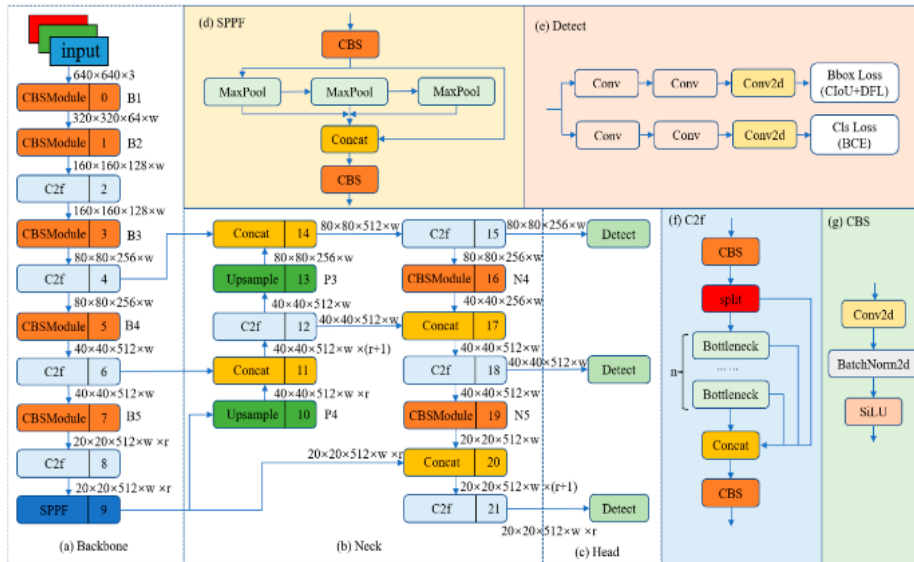 input
640×640×3
CBSModule 0 B1
320×320×64×w
CBSModule 1 B2
160×160×128×w
C2f 2
160×160×128×w
CBSModule 3 B3
80×80×256×w
C2f 4
80×80×256×w
CBSModule 5 B4
40×40×512×w
C2f 6
40×40×512×w
CBSModule 7 B5
20×20×512×w × r
C2f 8
20×20×512×w ×r
SPPF 9
(a) Backbone
(d) SPPF
CBS
MaxPool
MaxPool
MaxPool
Concat
CBS
(e) Detect
Conv
Conv
Conv2d
Bbox Loss
(CIoU+DFL)
Conv
Conv
Conv2d
Cls Loss
(BCE)
Concat 14
80×80×512×w
80×80×256×w
Upsample 13 P3
40×40×512×w
C2f 12
40×40×512×w
40×40×512×w ×(r+1)
Concat 11
40×40×512×w ×r
Upsample 10 P4
20×20×512×w ×r
C2f 15
80×80×256×w
80×80×256×w
CBSModule 16 N4
40×40×256×w
Concat 17
40×40×512×w
C2f 18
40×40×512×w
40×40×512×w
CBSModule 19 N5
20×20×512×w
Concat 20
20×20×512×w ×(r+1)
C2f 21
20×20×512×w ×r
(b) Neck
Detect
Detect
Detect
(c) Head
(f) C2f
CBS
split
Bottleneck
n
... ...
Bottleneck
Concat
CBS
(g) CBS
Conv2d
BatchNorm2d
SiLU